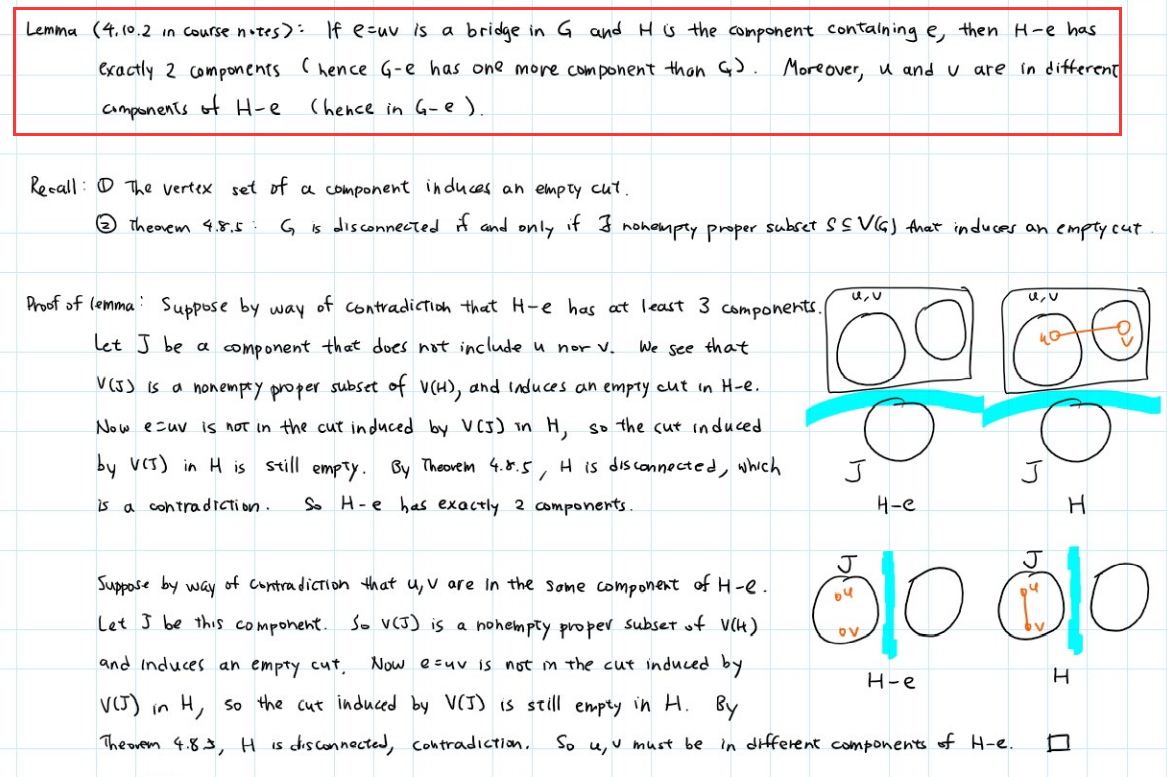 Lemma (4.10.2 in course notes): If e=uv is a bridge in G and H is the component containing e, then H-e has
exactly 2 components (hence G-e has one more component than G). Moreover, u and v are in different
components of H-e (hence in G-e).
Recall: ① The vertex set of a component induces an empty cut.
② Theorem 4.8.5: G is disconnected if and only if ∃ nonempty proper subset S⊆V(G) that induces an empty cut.
Proof of lemma: Suppose by way of contradiction that H-e has at least 3 components.
Let J be a component that does not include u nor v. We see that
V(J) is a nonempty proper subset of V(H), and induces an empty cut in H-e.
Now e=uv is not in the cut induced by V(J) in H, so the cut induced
by V(J) in H is still empty. By Theorem 4.8.5, H is disconnected, which
is a contradiction. So H-e has exactly 2 components.
u,v
J
H-e
u,v
u
v
J
H
Suppose by way of contradiction that u,v are in the same component of H-e.
Let J be this component. So V(J) is a nonempty proper subset of V(H)
and induces an empty cut. Now e=uv is not in the cut induced by
V(J) in H, so the cut induced by V(J) is still empty in H. By
Theorem 4.8.5, H is disconnected, contradiction. So u,v must be in different components of H-e. □
J
u
v
H-e
J
u
v
H